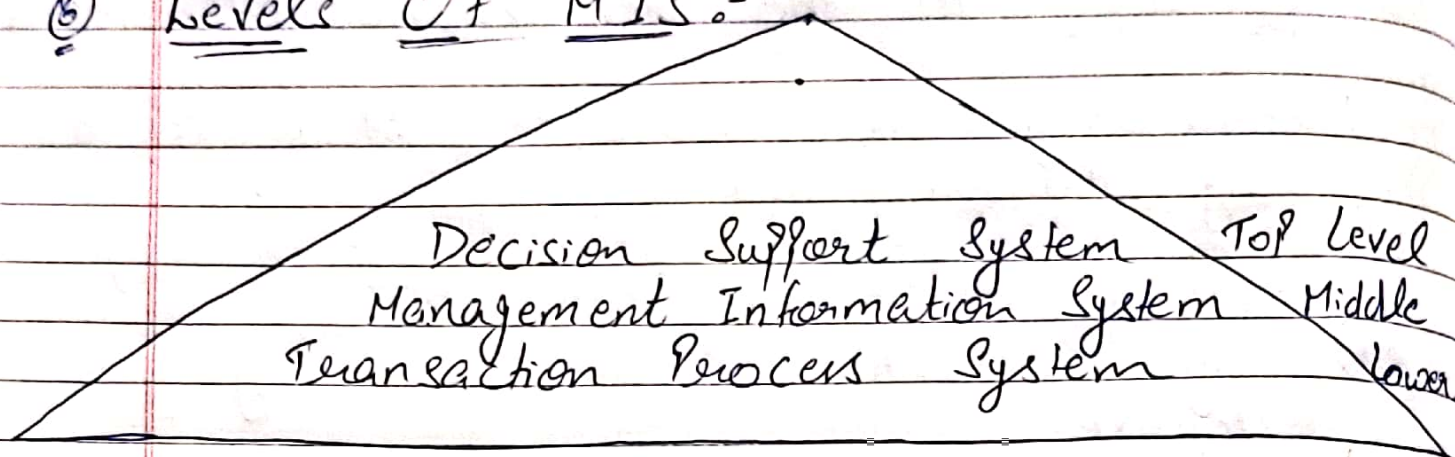 ⑥ Levels Of MIS:-
Decision Support System Top Level
Management Information System Middle
Transaction Process System Lower